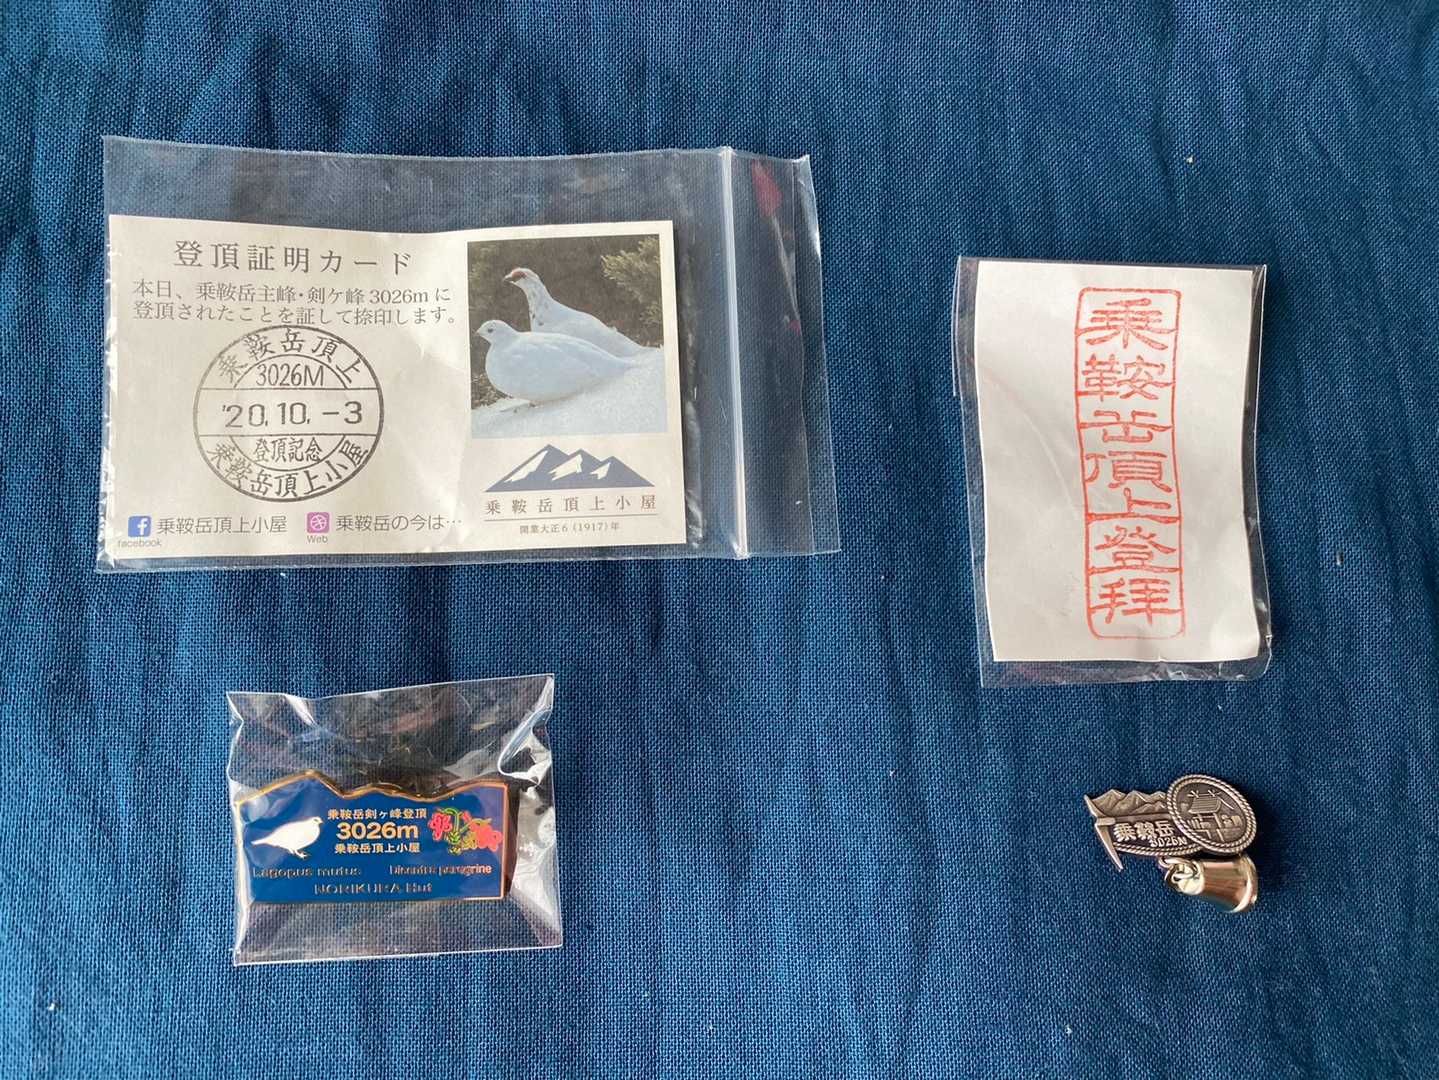 登頂証明カード
本日、乗鞍岳主峰・剣ケ峰3026mに
登頂されたことを証して捺印します。
乗鞍岳頂上
3026M
'20.10.-3
登頂記念
乗鞍岳頂上小屋
facebook 乗鞍岳頂上小屋
Web 乗鞍岳の今は…
乗鞍岳頂上小屋
開業大正6(1917)年
乗鞍岳頂上登拜
乗鞍岳剣ヶ峰登頂
3026m
乗鞍岳頂上小屋
Lagopus mutus Dicentra peregrine
NORIKURA Hut
乗鞍岳
3026M